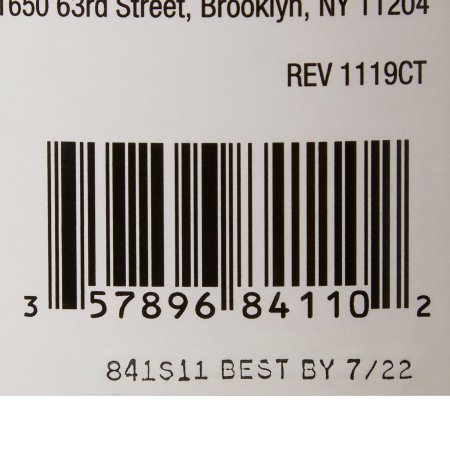 1650 63rd Street, Brooklyn, NY 11204
REV 1119CT
3 57896 84110 2
841S11 BEST BY 7/22